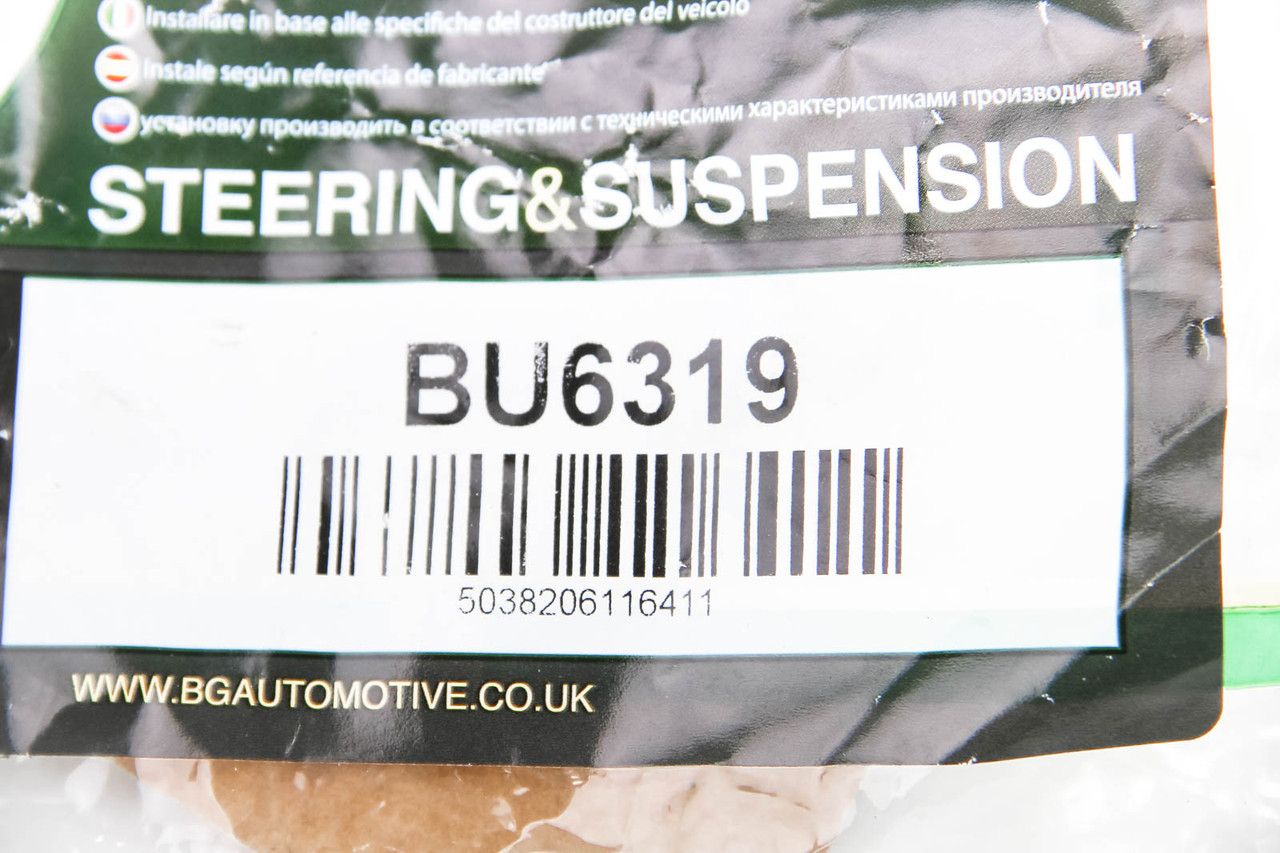 Installare in base alle specifiche del costruttore del veicolo
Instale según referencia de fabricante
установку производить в соответствии с техническими характеристиками производителя
STEERING&SUSPENSION
BU6319
5038206116411
WWW.BGAUTOMOTIVE.CO.UK